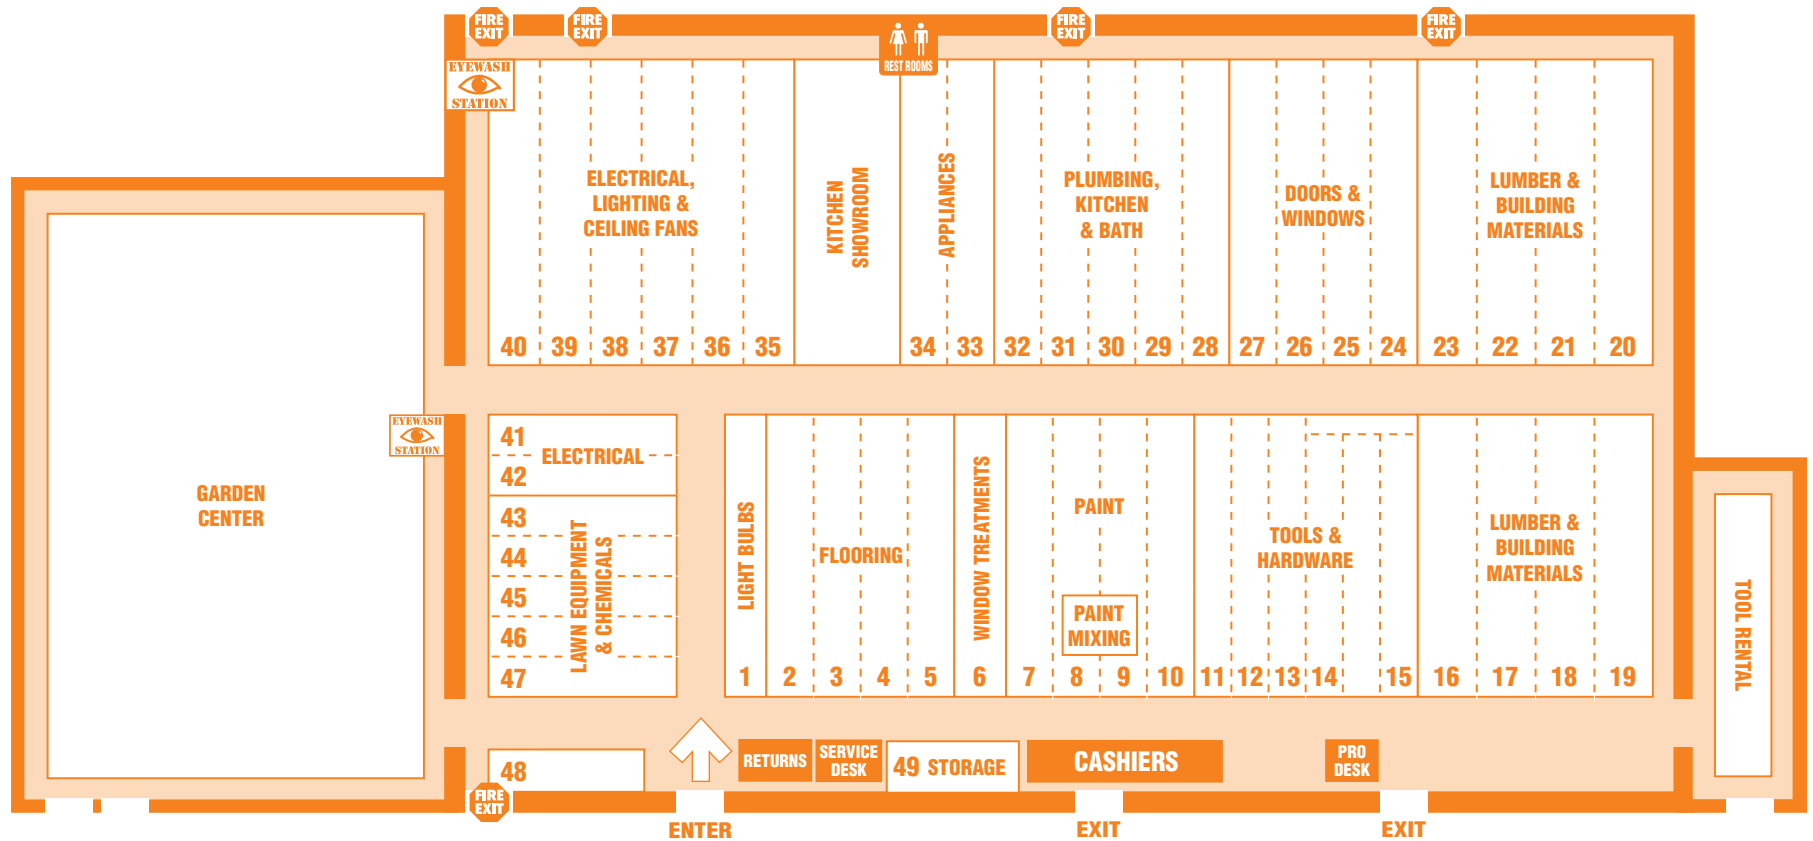 FIRE
EXIT
FIRE
EXIT
FIRE
EXIT
FIRE
EXIT
REST ROOMS
EYEWASH
STATION
ELECTRICAL,
LIGHTING &
CEILING FANS
KITCHEN
SHOWROOM
APPLIANCES
PLUMBING,
KITCHEN
& BATH
DOORS &
WINDOWS
LUMBER &
BUILDING
MATERIALS
40 39 38 37 36 35 34 33 32 31 30 29 28 27 26 25 24 23 22 21 20
EYEWASH
STATION
GARDEN
CENTER
41
ELECTRICAL
42
43
44
45
46
47
LAWN EQUIPMENT
& CHEMICALS
LIGHT BULBS
FLOORING
WINDOW TREATMENTS
PAINT
PAINT
MIXING
TOOLS &
HARDWARE
LUMBER &
BUILDING
MATERIALS
TOOL RENTAL
1 2 3 4 5 6 7 8 9 10 11 12 13 14 15 16 17 18 19
48
RETURNS
SERVICE
DESK
49 STORAGE
CASHIERS
PRO
DESK
FIRE
EXIT
ENTER
EXIT
EXIT